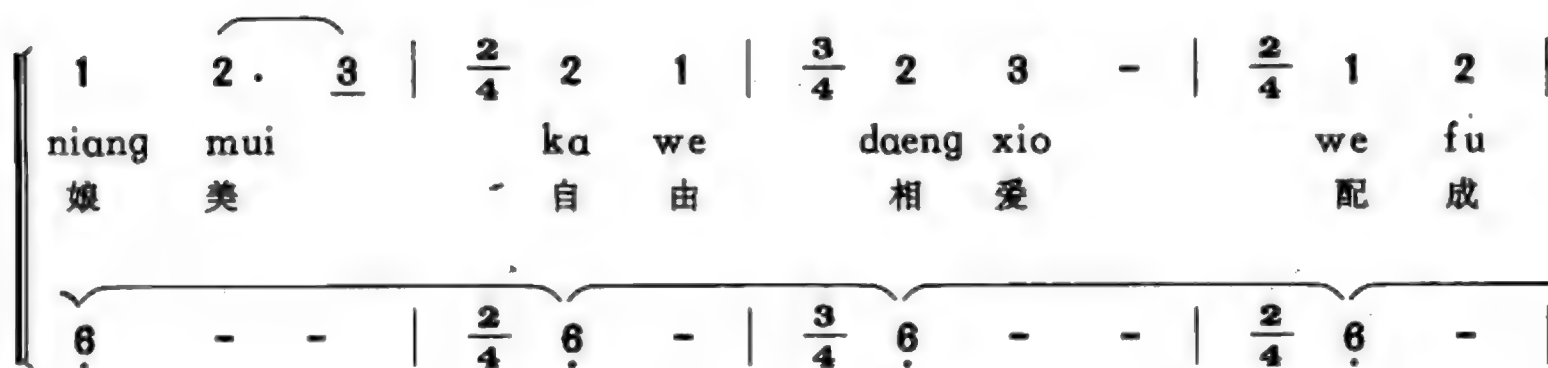 1 2 . 3 | 2/4 2 1 | 3/4 2 3 - | 2/4 1 2 |
niang mui ka we daeng xio we fu
娘 美 自 由 相 爱 配 成
6̣ - - | 2/4 6̣ - | 3/4 6̣ - - | 2/4 6̣ - |